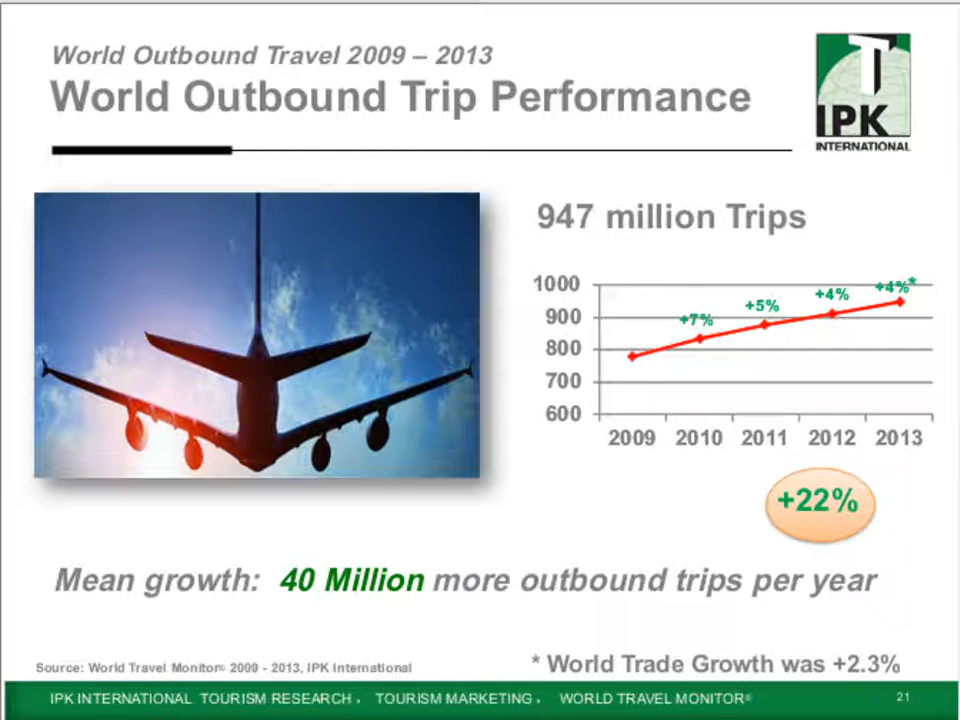 World Outbound Travel 2009 – 2013
World Outbound Trip Performance
T
IPK
INTERNATIONAL
947 million Trips
1000
900
800
700
600
+7%
+5%
+4%
+4%*
2009 2010 2011 2012 2013
+22%
Mean growth: 40 Million more outbound trips per year
Source: World Travel Monitor© 2009 - 2013, IPK International
* World Trade Growth was +2.3%
IPK INTERNATIONAL TOURISM RESEARCH • TOURISM MARKETING • WORLD TRAVEL MONITOR®
21